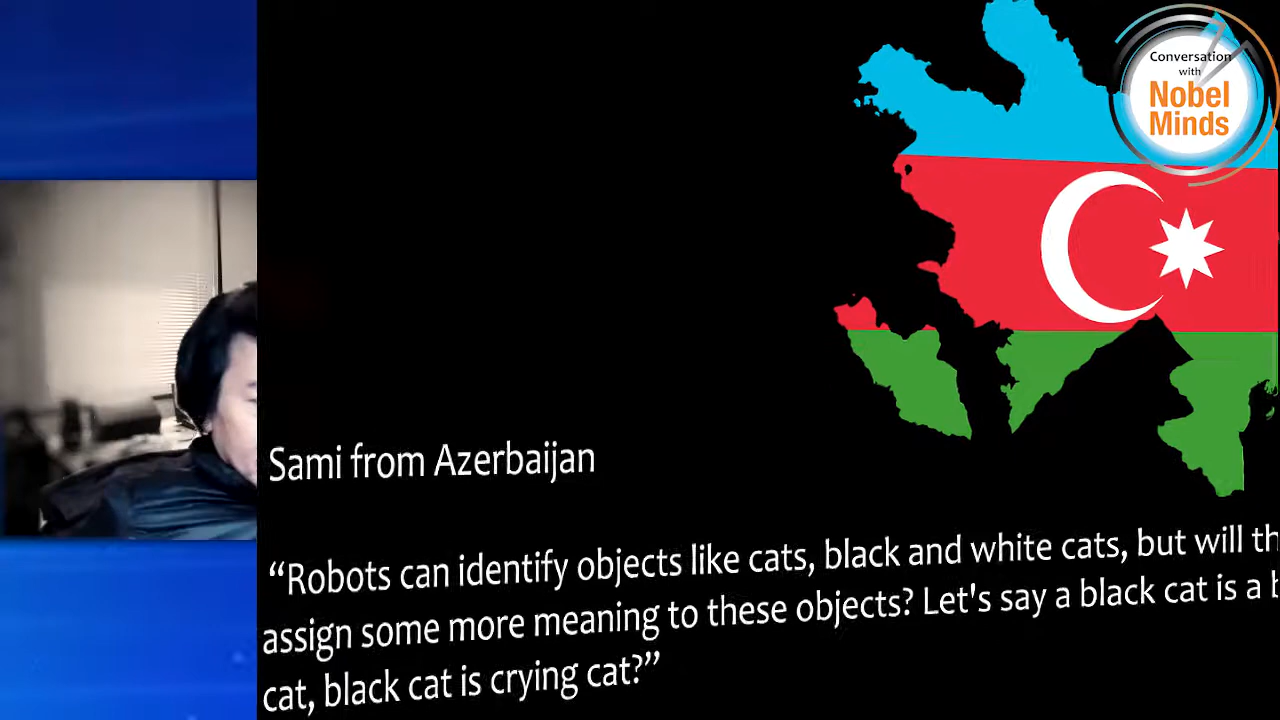 Conversation
with
Nobel
Minds
Sami from Azerbaijan
“Robots can identify objects like cats, black and white cats, but will th
assign some more meaning to these objects? Let's say a black cat is a b
cat, black cat is crying cat?”